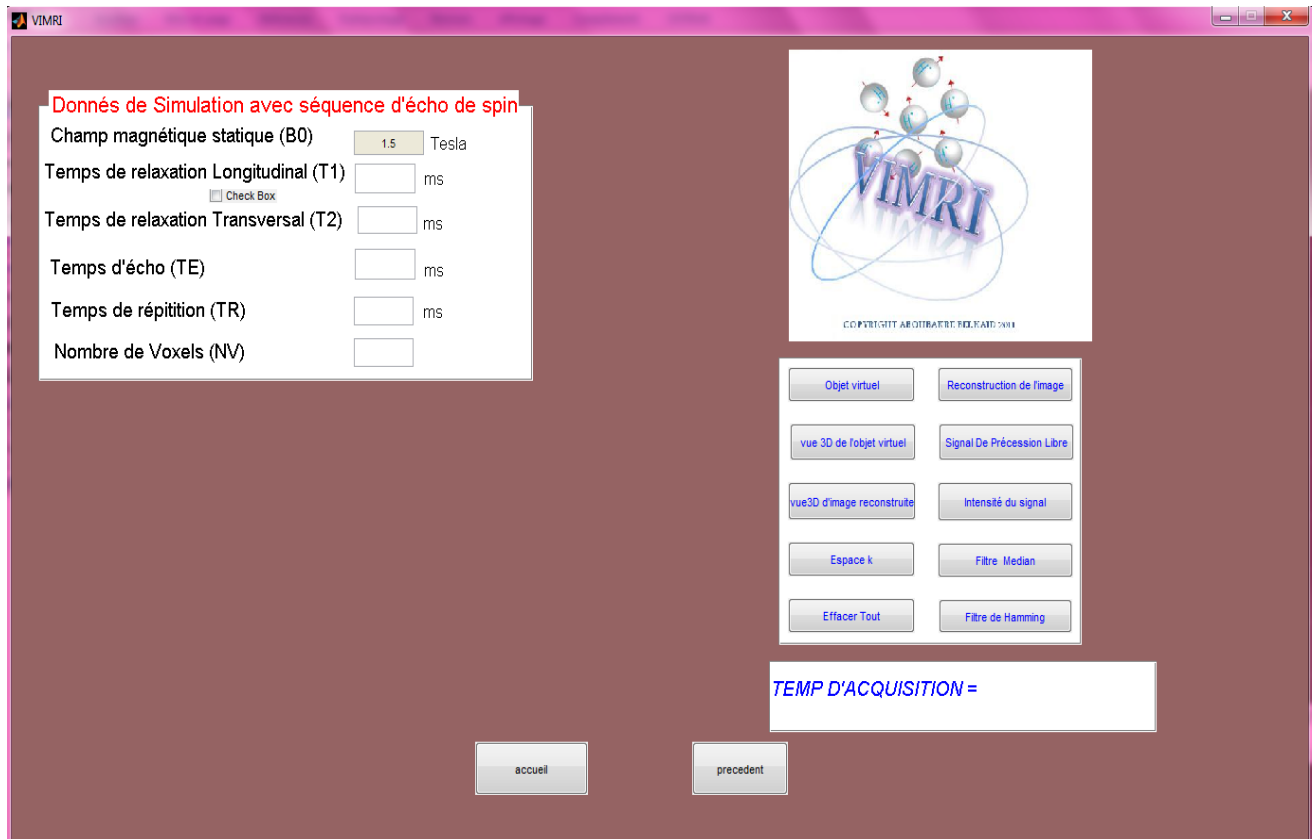 VIMRI
Donnés de Simulation avec séquence d'écho de spin
Champ magnétique statique (B0) 1.5 Tesla
Temps de relaxation Longitudinal (T1) ms
Check Box
Temps de relaxation Transversal (T2) ms
Temps d'écho (TE) ms
Temps de répitition (TR) ms
Nombre de Voxels (NV)
VIMRI
COPYRIGHT ABOUBAKRE BELKAID 2011
Objet virtuel Reconstruction de l'image
vue 3D de l'objet virtuel Signal De Précession Libre
vue3D d'image reconstruite Intensité du signal
Espace k Filtre Median
Effacer Tout Filtre de Hamming
TEMP D'ACQUISITION =
accueil precedent